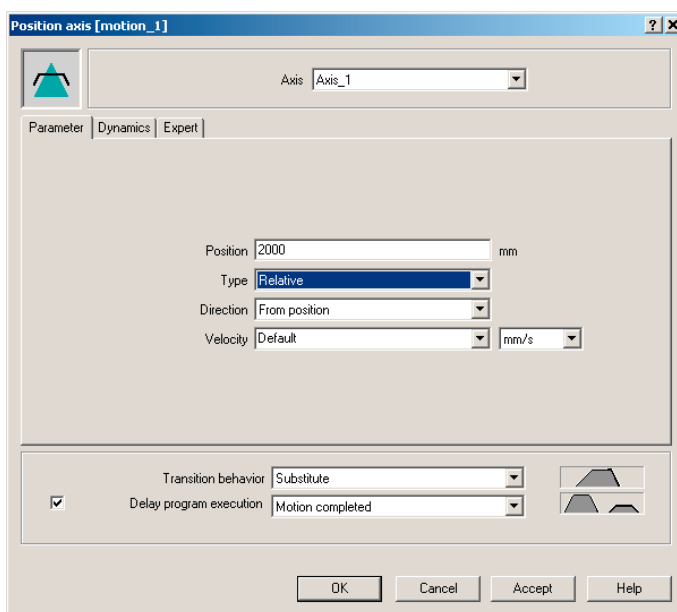 Position axis [motion_1]
Axis Axis_1
Parameter Dynamics Expert
Position 2000 mm
Type Relative
Direction From position
Velocity Default mm/s
Transition behavior Substitute
Delay program execution Motion completed
OK Cancel Accept Help